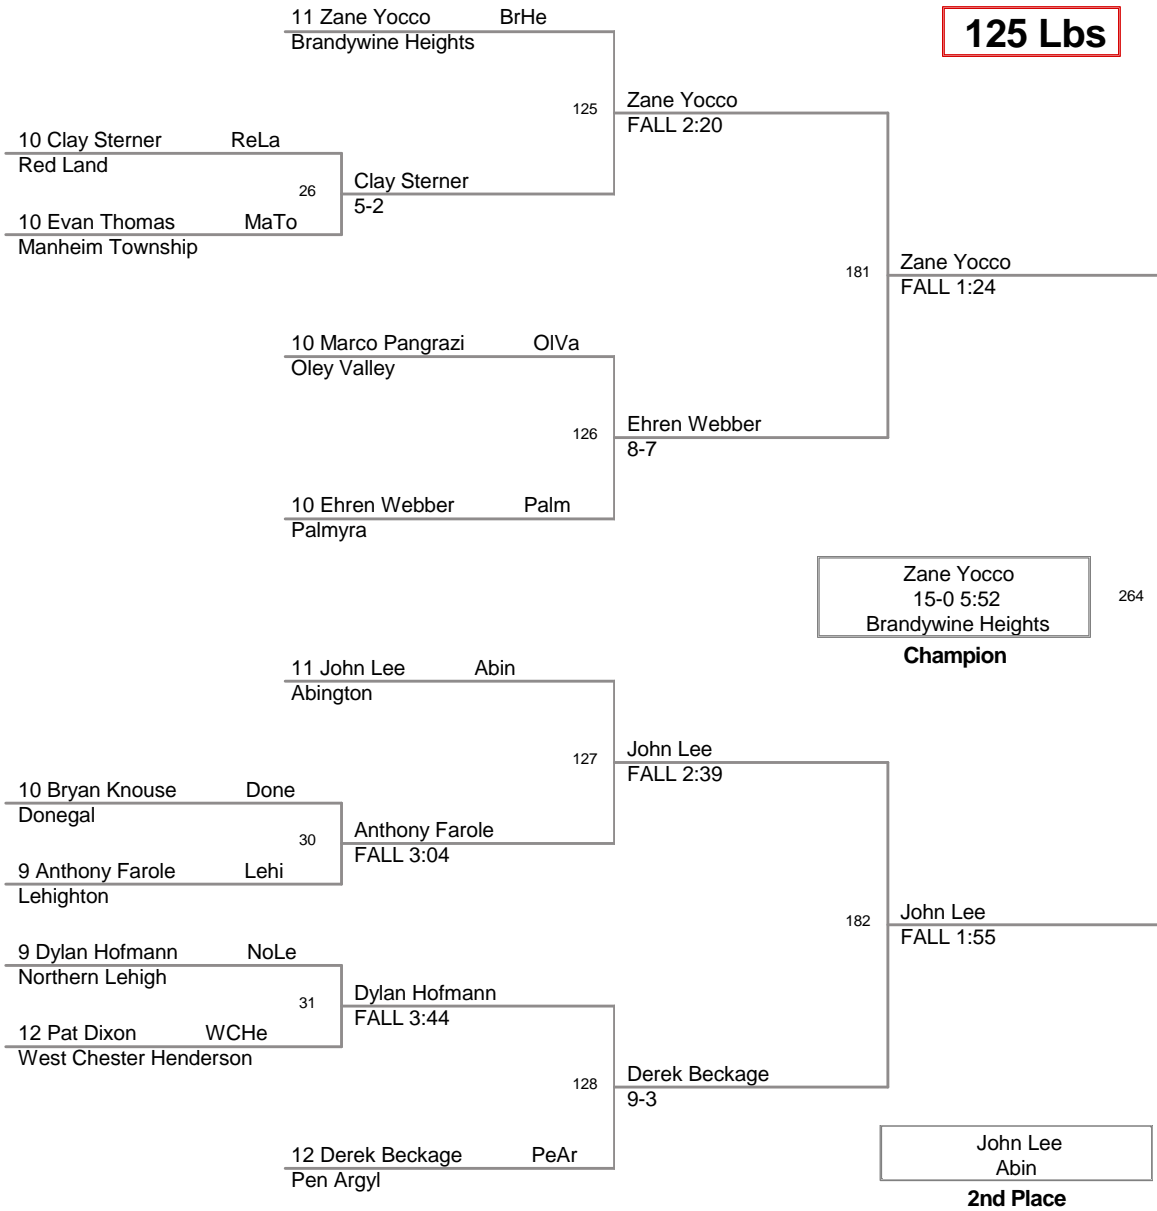 11 Zane Yocco BrHe
Brandywine Heights
125 Lbs
125
Zane Yocco
FALL 2:20
10 Clay Sterner ReLa
Red Land
26
Clay Sterner
5-2
10 Evan Thomas MaTo
Manheim Township
181
Zane Yocco
FALL 1:24
10 Marco Pangrazi OlVa
Oley Valley
126
Ehren Webber
8-7
10 Ehren Webber Palm
Palmyra
Zane Yocco
15-0 5:52
Brandywine Heights
264
Champion
11 John Lee Abin
Abington
127
John Lee
FALL 2:39
10 Bryan Knouse Done
Donegal
30
Anthony Farole
FALL 3:04
9 Anthony Farole Lehi
Lehighton
182
John Lee
FALL 1:55
9 Dylan Hofmann NoLe
Northern Lehigh
31
Dylan Hofmann
FALL 3:44
12 Pat Dixon WCHe
West Chester Henderson
128
Derek Beckage
9-3
12 Derek Beckage PeAr
Pen Argyl
John Lee
Abin
2nd Place